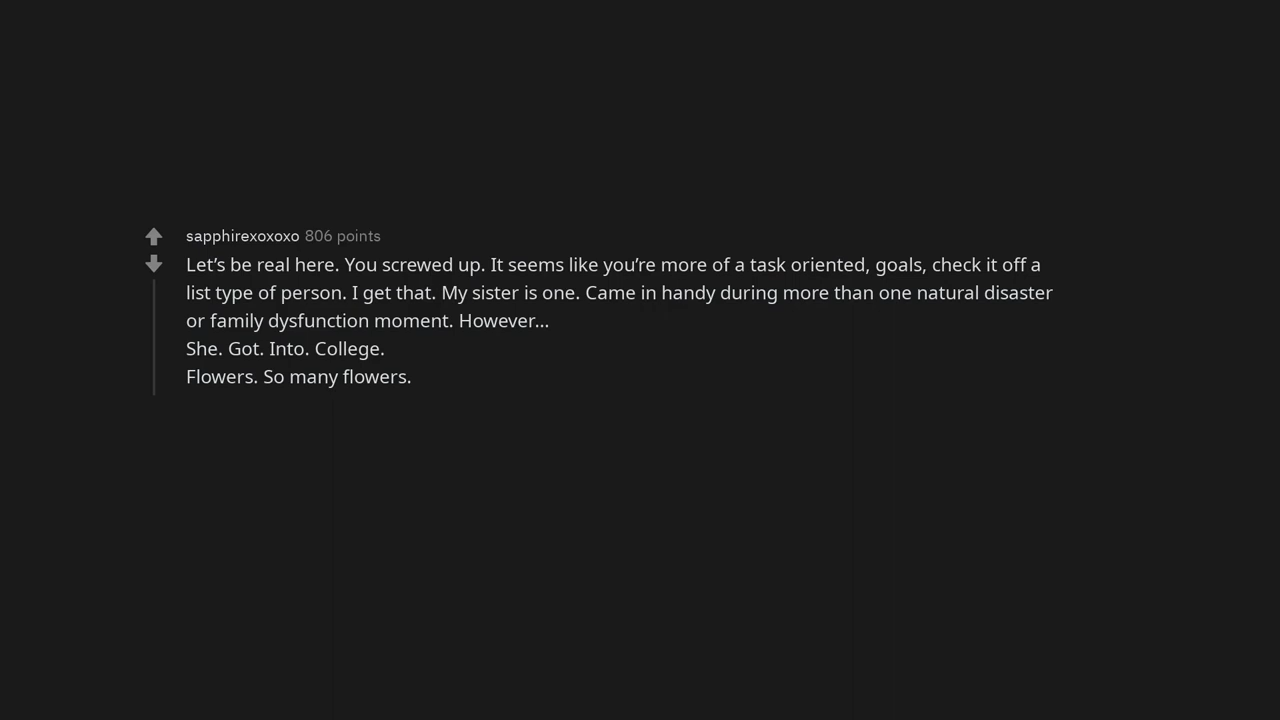 sapphirexoxoxo 806 points
Let’s be real here. You screwed up. It seems like you’re more of a task oriented, goals, check it off a
list type of person. I get that. My sister is one. Came in handy during more than one natural disaster
or family dysfunction moment. However...
She. Got. Into. College.
Flowers. So many flowers.